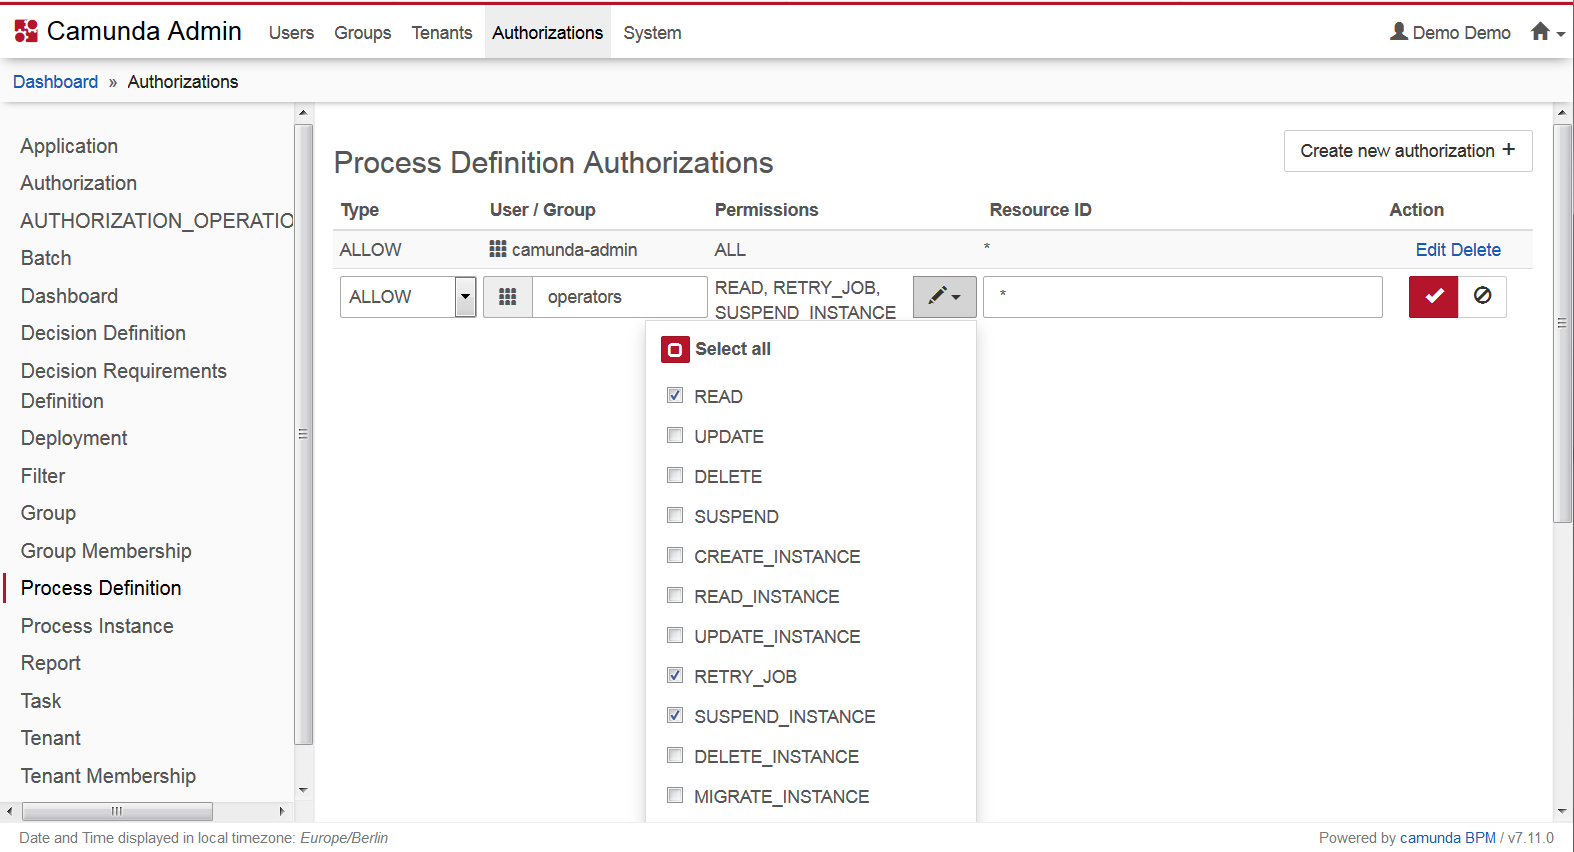 Camunda Admin Users Groups Tenants Authorizations System Demo Demo
Dashboard » Authorizations
Application
Authorization
AUTHORIZATION_OPERATIO
Batch
Dashboard
Decision Definition
Decision Requirements
Definition
Deployment
Filter
Group
Group Membership
Process Definition
Process Instance
Report
Task
Tenant
Tenant Membership
Process Definition Authorizations
Create new authorization +
Type User / Group Permissions Resource ID Action
ALLOW camunda-admin ALL * Edit Delete
ALLOW operators READ, RETRY_JOB, *
SUSPEND_INSTANCE
Select all
READ
UPDATE
DELETE
SUSPEND
CREATE_INSTANCE
READ_INSTANCE
UPDATE_INSTANCE
RETRY_JOB
SUSPEND_INSTANCE
DELETE_INSTANCE
MIGRATE_INSTANCE
Date and Time displayed in local timezone: Europe/Berlin
Powered by camunda BPM / v7.11.0